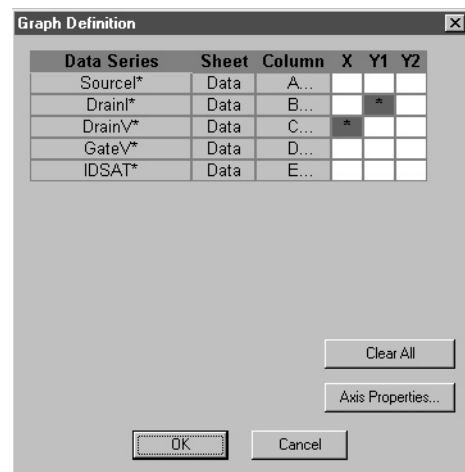 Graph Definition
Data Series Sheet Column X Y1 Y2
SourceI* Data A...
DrainI* Data B... *
DrainV* Data C... *
GateV* Data D...
IDSAT* Data E...
Clear All
Axis Properties...
OK Cancel